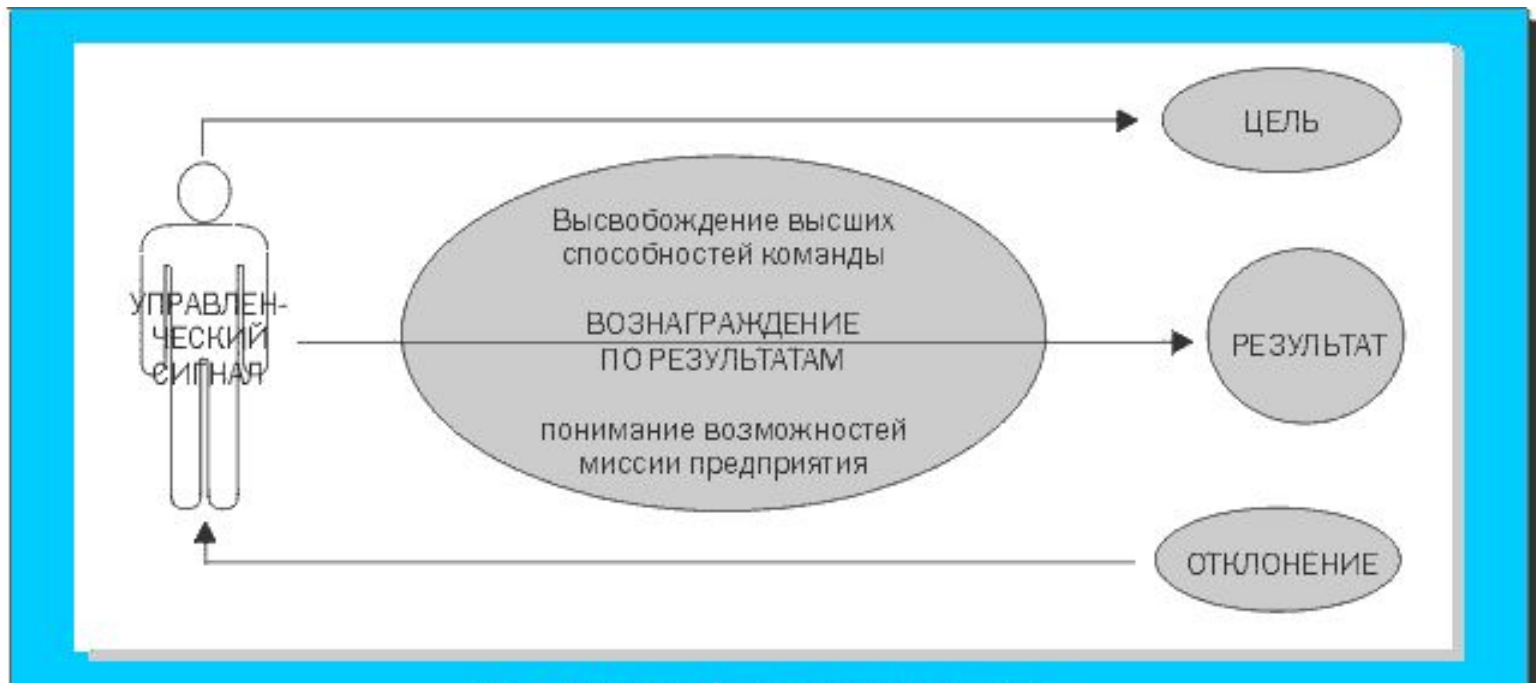 ЦЕЛЬ
Высвобождение высших
способностей команды
УПРАВЛЕН-
ЧЕСКИЙ
СИГНАЛ
ВОЗНАГРАЖДЕНИЕ
ПО РЕЗУЛЬТАТАМ
РЕЗУЛЬТАТ
понимание возможностей
миссии предприятия
ОТКЛОНЕНИЕ